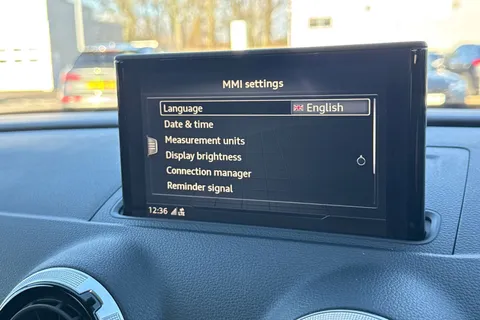 MMI settings
Language English
Date & time
Measurement units
Display brightness
Connection manager
Reminder signal
12:36